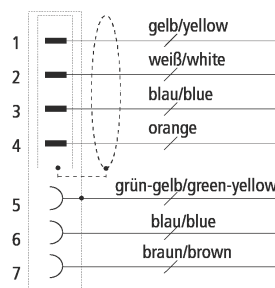 gelb/yellow
1
weiß/white
2
blau/blue
3
orange
4
grün-gelb/green-yellow
5
blau/blue
6
braun/brown
7